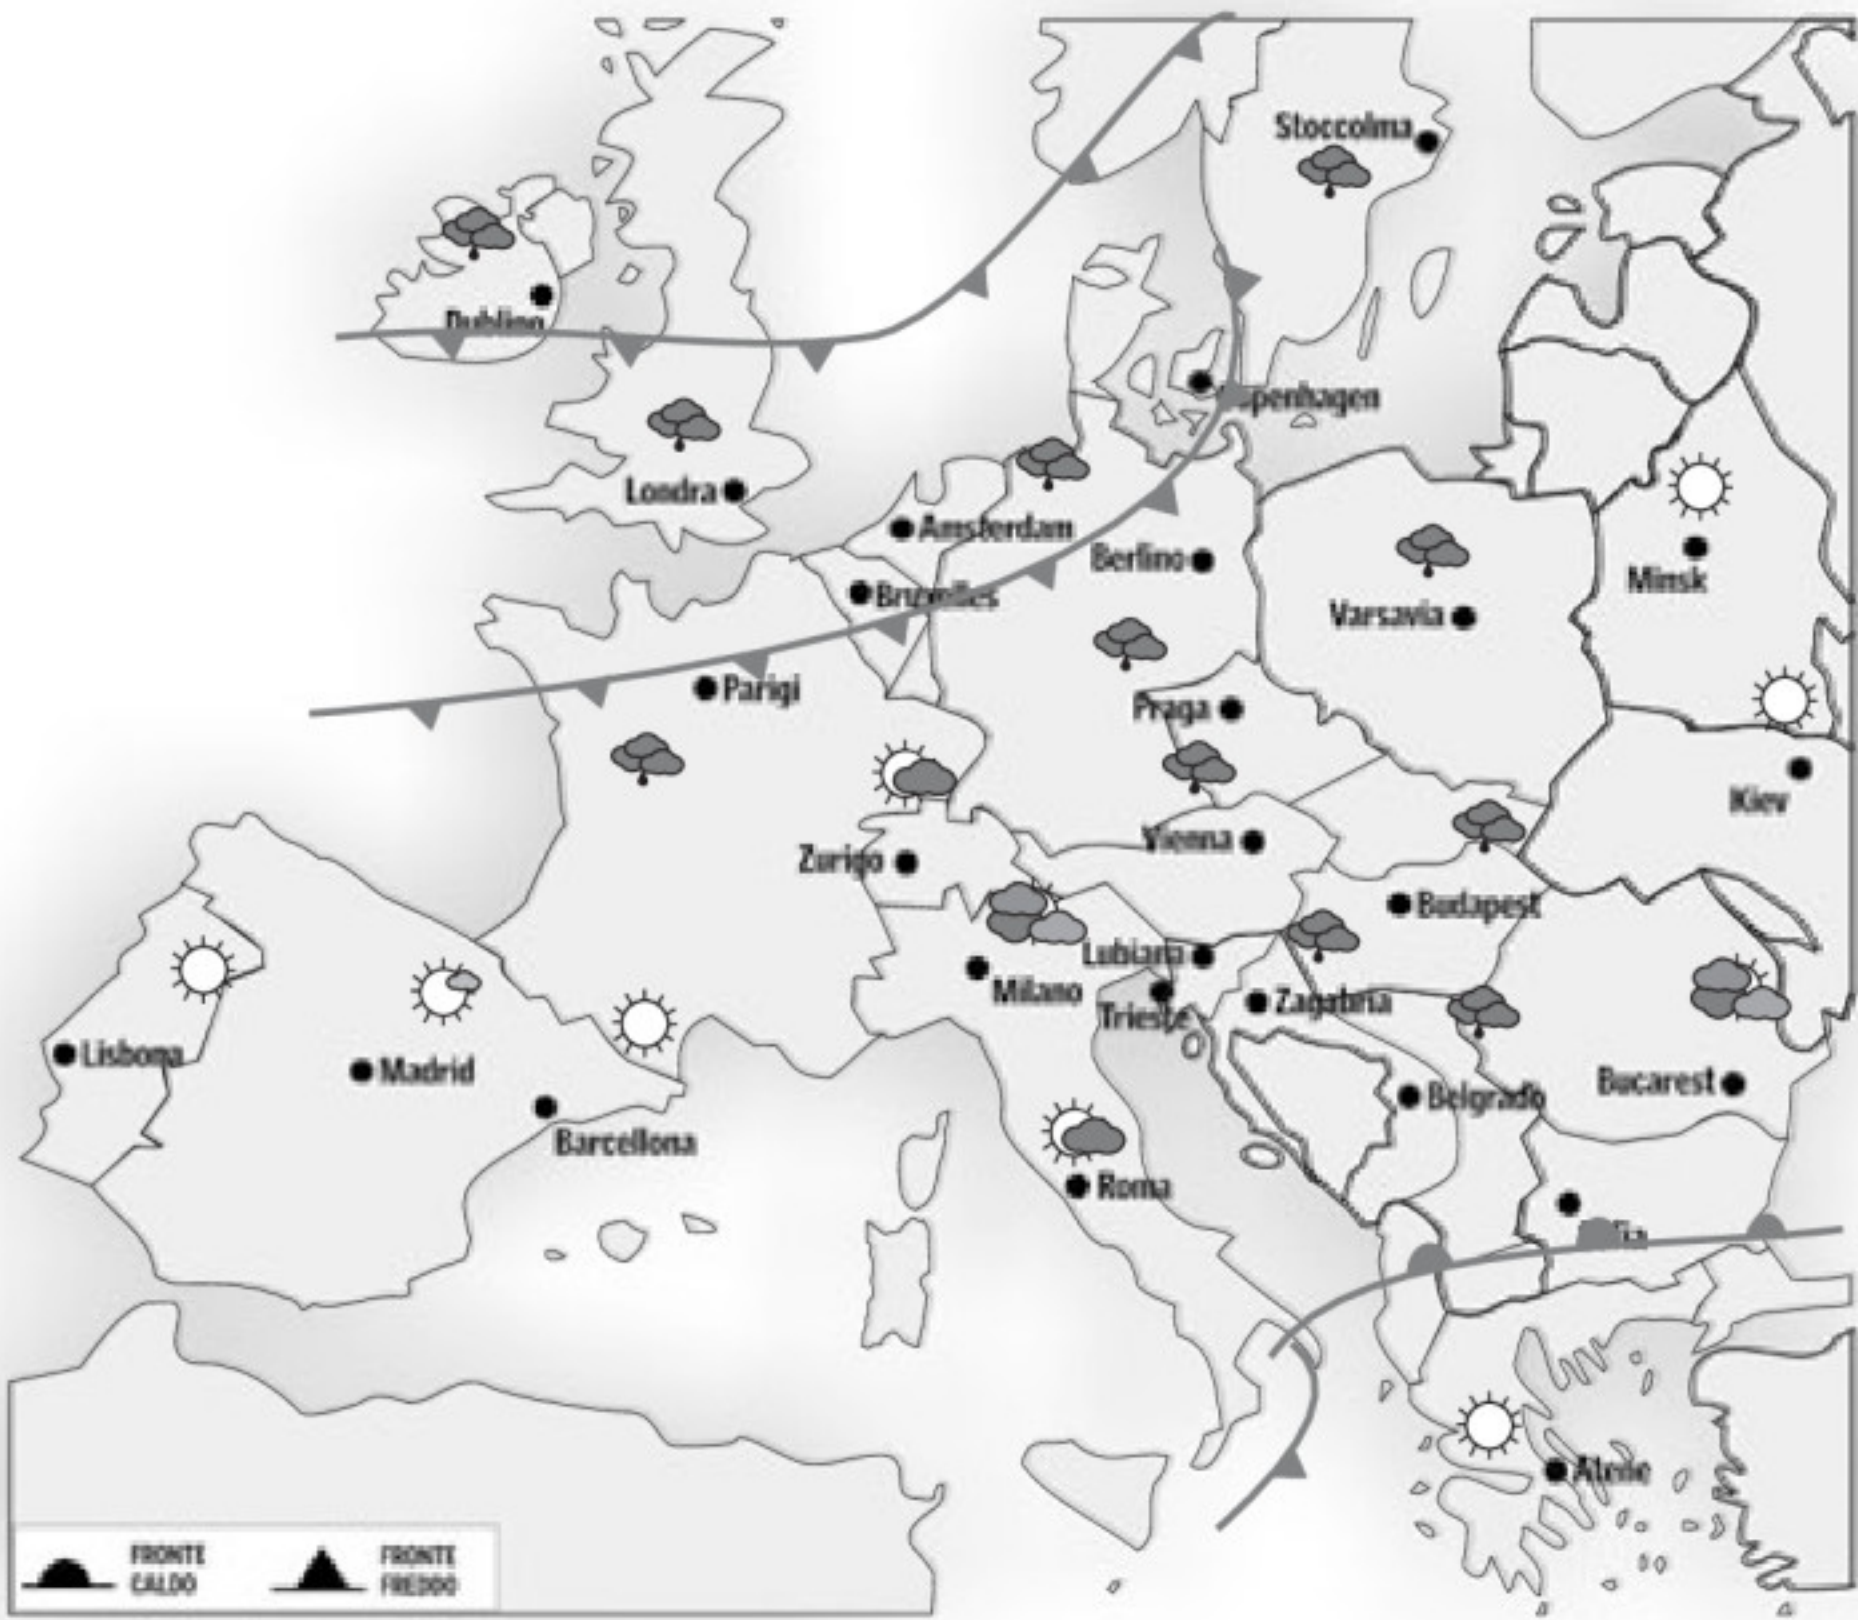 Stoccolma
Dublino
Copenhagen
Londra
Amsterdam
Berlino
Minsk
Bruxelles
Varsavia
Parigi
Praga
Kiev
Vienna
Zurigo
Budapest
Lubiana
Milano
Zagabria
Trieste
Lisbona
Madrid
Bucarest
Belgrado
Barcellona
Roma
Atene
FRONTE
CALDO
FRONTE
FREDDO